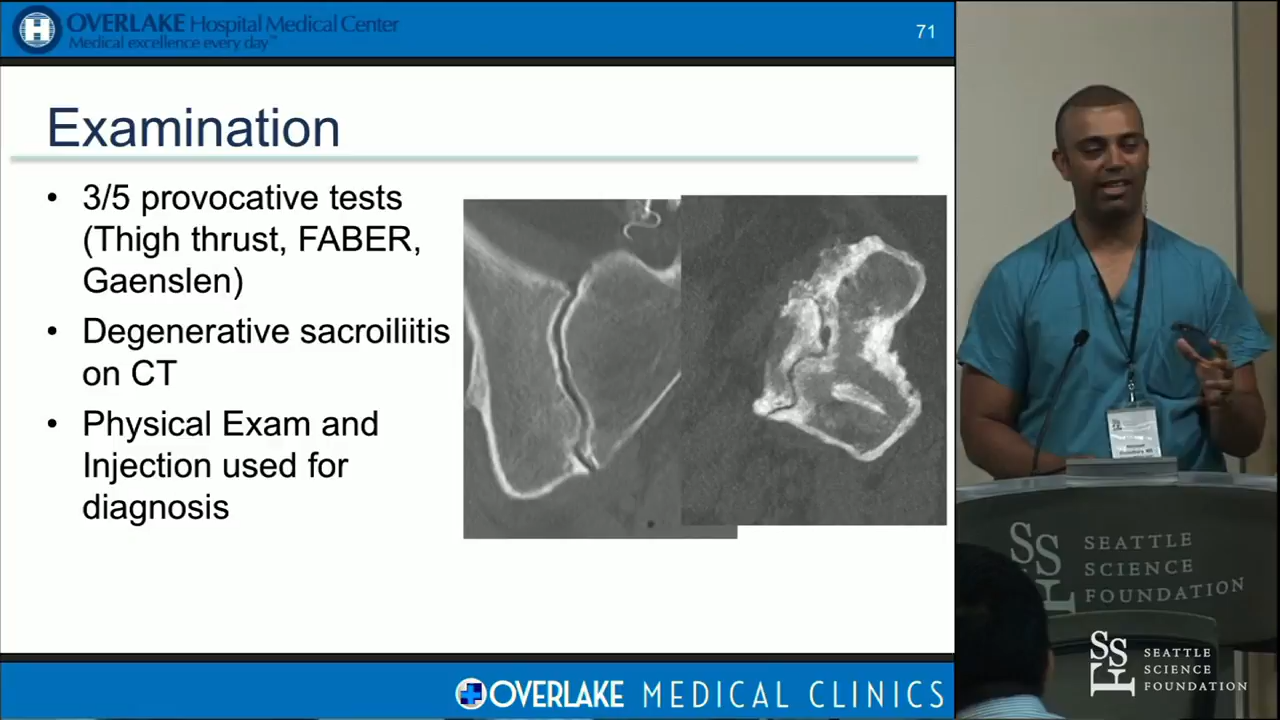 OVERLAKE Hospital Medical Center
Medical excellence every day™
71
Examination
• 3/5 provocative tests
(Thigh thrust, FABER,
Gaenslen)
• Degenerative sacroiliitis
on CT
• Physical Exam and
Injection used for
diagnosis
OVERLAKE MEDICAL CLINICS
SSF
SEATTLE
SCIENCE
FOUNDATION
SSF
SEATTLE
SCIENCE
FOUNDATION